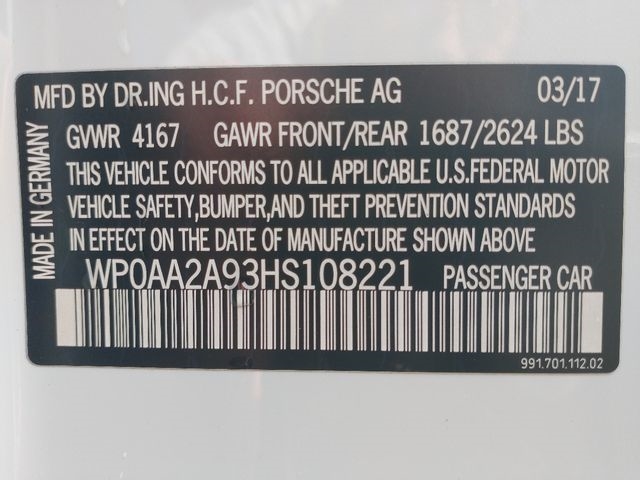 MFD BY DR.ING H.C.F. PORSCHE AG 03/17
GVWR 4167 GAWR FRONT/REAR 1687/2624 LBS
THIS VEHICLE CONFORMS TO ALL APPLICABLE U.S.FEDERAL MOTOR
VEHICLE SAFETY,BUMPER,AND THEFT PREVENTION STANDARDS
IN EFFECT ON THE DATE OF MANUFACTURE SHOWN ABOVE
WP0AA2A93HS108221 PASSENGER CAR
991.701.112.02
MADE IN GERMANY